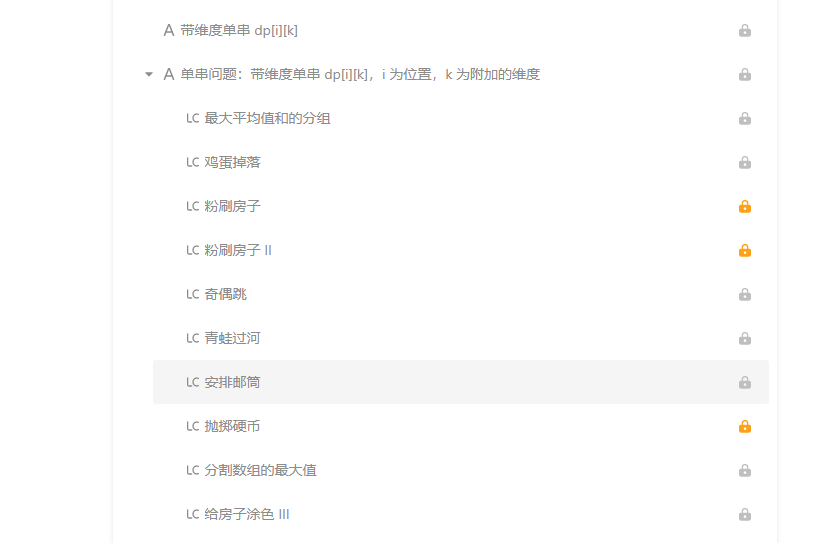 A 带维度单串 dp[i][k]
A 单串问题：带维度单串 dp[i][k]，i 为位置，k 为附加的维度
LC 最大平均值和的分组
LC 鸡蛋掉落
LC 粉刷房子
LC 粉刷房子 II
LC 奇偶跳
LC 青蛙过河
LC 安排邮筒
LC 抛掷硬币
LC 分割数组的最大值
LC 给房子涂色 III